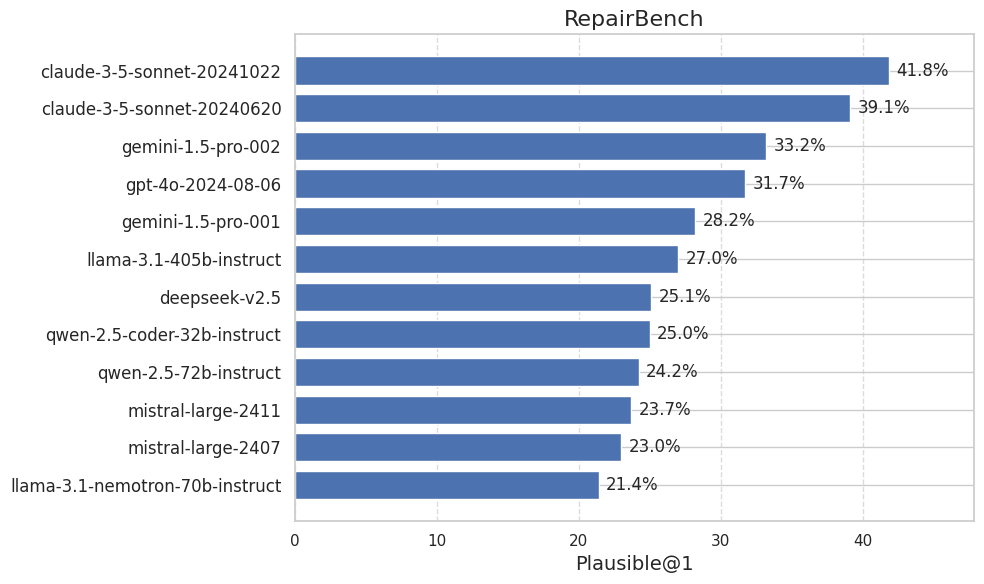 RepairBench
claude-3-5-sonnet-20241022 41.8%
claude-3-5-sonnet-20240620 39.1%
gemini-1.5-pro-002 33.2%
gpt-4o-2024-08-06 31.7%
gemini-1.5-pro-001 28.2%
llama-3.1-405b-instruct 27.0%
deepseek-v2.5 25.1%
qwen-2.5-coder-32b-instruct 25.0%
qwen-2.5-72b-instruct 24.2%
mistral-large-2411 23.7%
mistral-large-2407 23.0%
llama-3.1-nemotron-70b-instruct 21.4%
0 10 20 30 40
Plausible@1